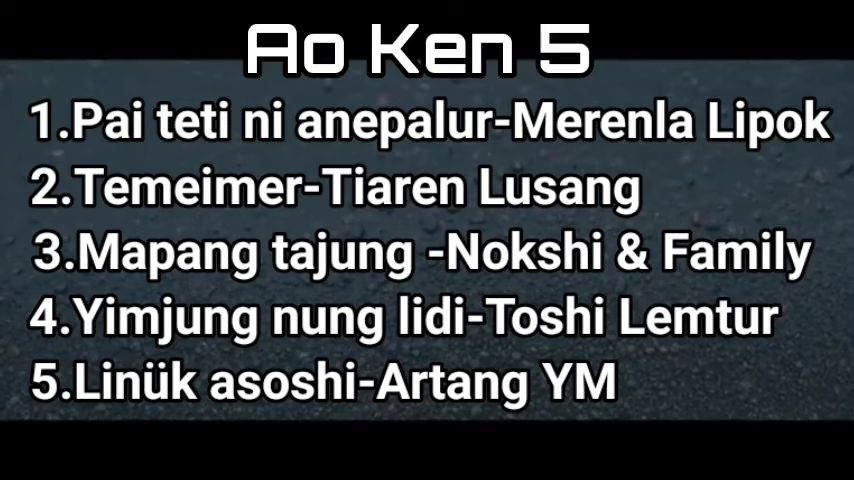 Ao Ken 5
1.Pai teti ni anepalur-Merenla Lipok
2.Temeimer-Tiaren Lusang
3.Mapang tajung -Nokshi & Family
4.Yimjung nung lidi-Toshi Lemtur
5.Linük asoshi-Artang YM